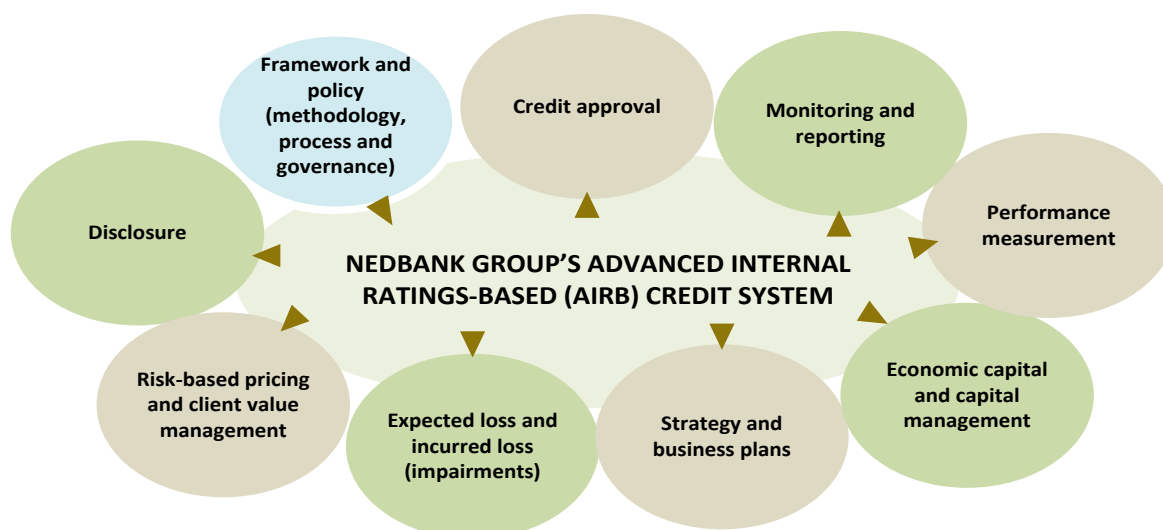 Framework and
policy
(methodology,
process and
governance)
Credit approval
Monitoring and
reporting
Disclosure
Performance
measurement
NEDBANK GROUP’S ADVANCED INTERNAL
RATINGS-BASED (AIRB) CREDIT SYSTEM
Risk-based pricing
and client value
management
Expected loss and
incurred loss
(impairments)
Strategy and
business plans
Economic capital
and capital
management